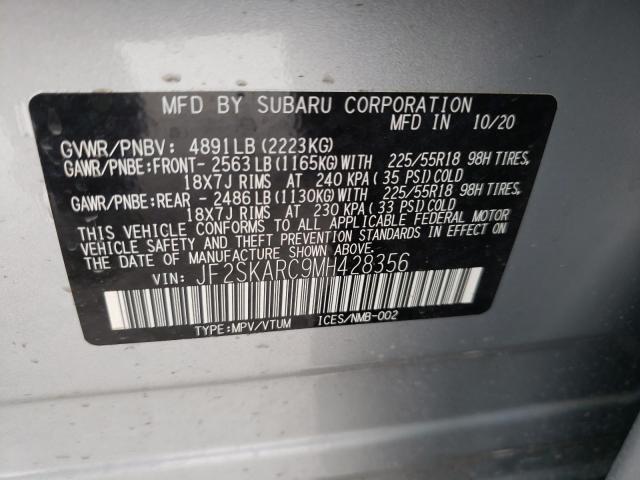 MFD BY SUBARU CORPORATION
MFD IN 10/20
GVWR/PNBV: 4891LB (2223KG)
GAWR/PNBE:FRONT- 2563LB (1165KG)WITH 225/55R18 98H TIRES,
18X7J RIMS AT 240 KPA (35 PSI)COLD
GAWR/PNBE:REAR - 2486LB (1130KG)WITH 225/55R18 98H TIRES,
18X7J RIMS AT 230 KPA (33 PSI)COLD
THIS VEHICLE CONFORMS TO ALL APPLICABLE FEDERAL MOTOR
VEHICLE SAFETY AND THEFT PREVENTION STANDARDS IN EFFECT ON
THE DATE OF MANUFACTURE SHOWN ABOVE.
VIN: JF2SKARC9MH428356
TYPE:MPV/VTUM ICES/NMB-002